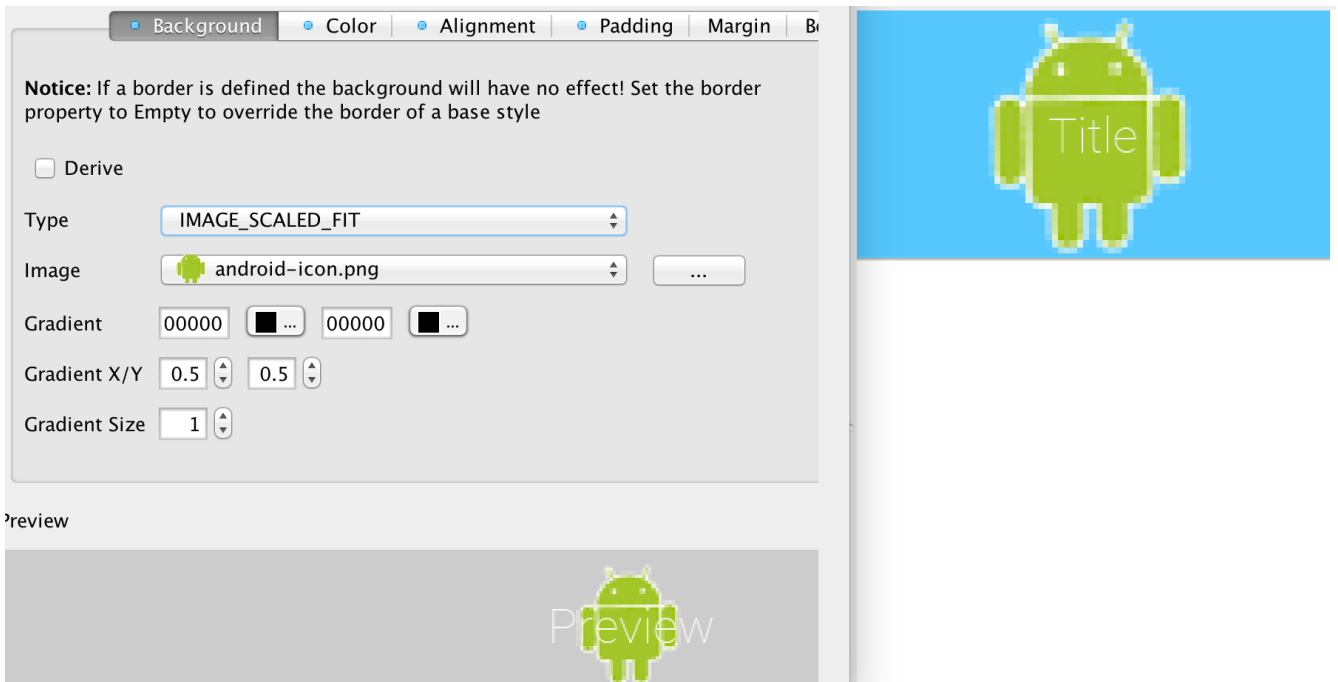 Background
Color
Alignment
Padding
Margin
Notice: If a border is defined the background will have no effect! Set the border
property to Empty to override the border of a base style
Derive
Type
IMAGE_SCALED_FIT
Image
android-icon.png
...
Gradient
00000
...
00000
...
Gradient X/Y
0.5
0.5
Gradient Size
1
Preview
Preview
Title